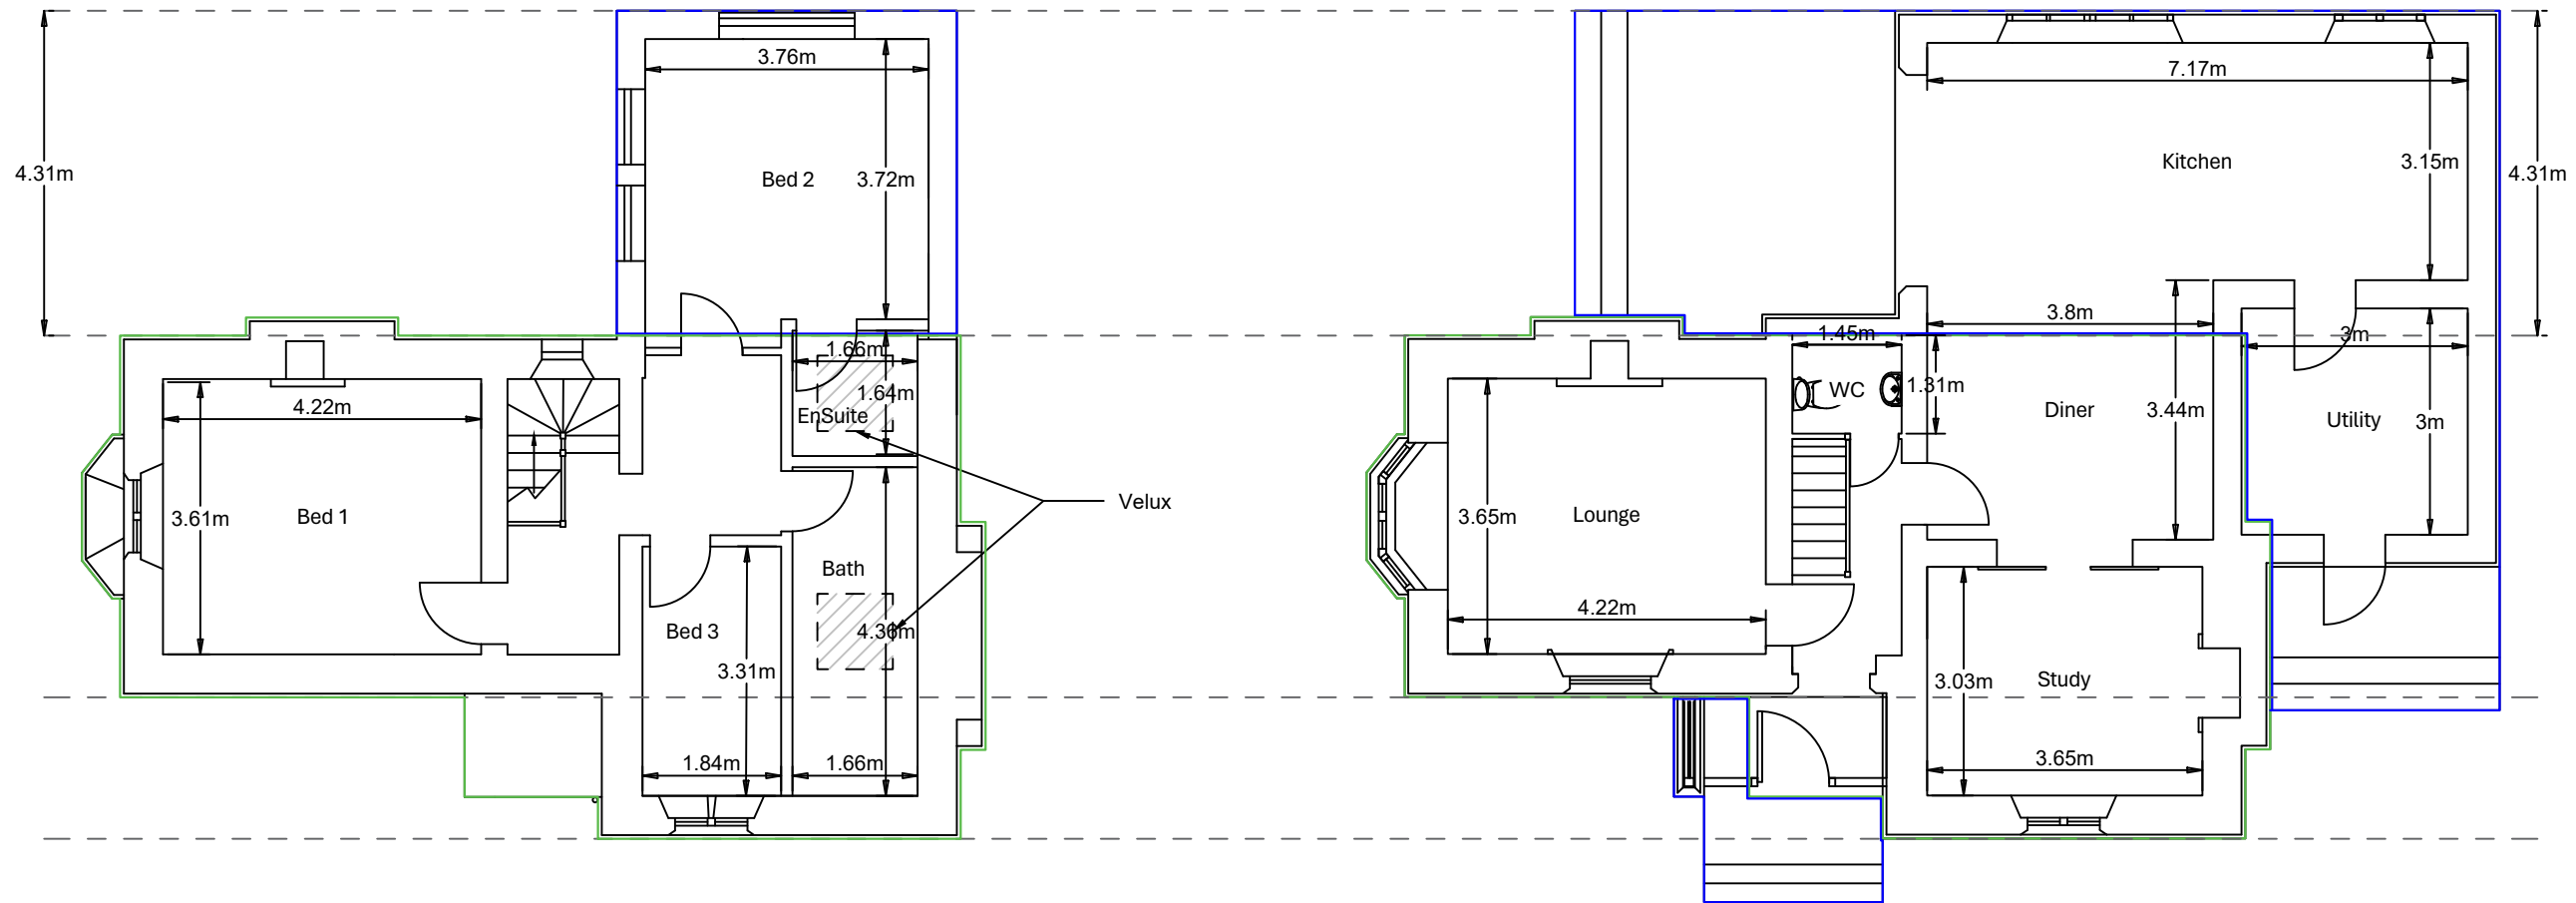 3.76m
4.31m
Bed 2
3.72m
1.66m
1.64m
EnSuite
4.22m
3.61m
Bed 1
Velux
Bath
Bed 3
4.36m
3.31m
1.84m
1.66m
7.17m
Kitchen
3.15m
4.31m
3.8m
1.45m
3m
WC
1.31m
Diner
3.44m
Utility
3m
3.65m
Lounge
4.22m
3.03m
Study
3.65m